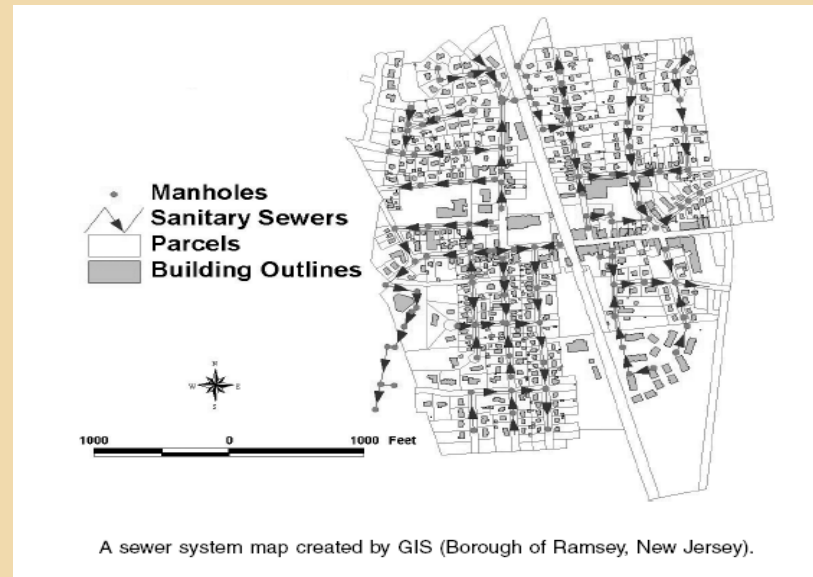 Manholes
Sanitary Sewers
Parcels
Building Outlines
N
W E
S
1000 0 1000 Feet
A sewer system map created by GIS (Borough of Ramsey, New Jersey).